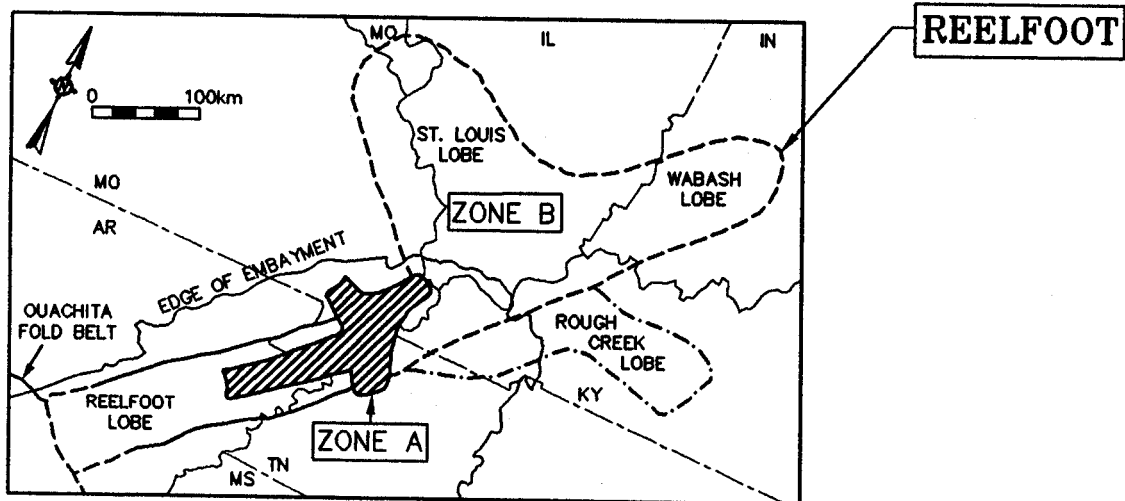 REELFOOT
MO
IL
IN
0 100km
ST. LOUIS
LOBE
WABASH
LOBE
MO
AR
ZONE B
EDGE OF EMBAYMENT
OUACHITA
FOLD BELT
ROUGH
CREEK
LOBE
REELFOOT
LOBE
KY
ZONE A
MS
TN